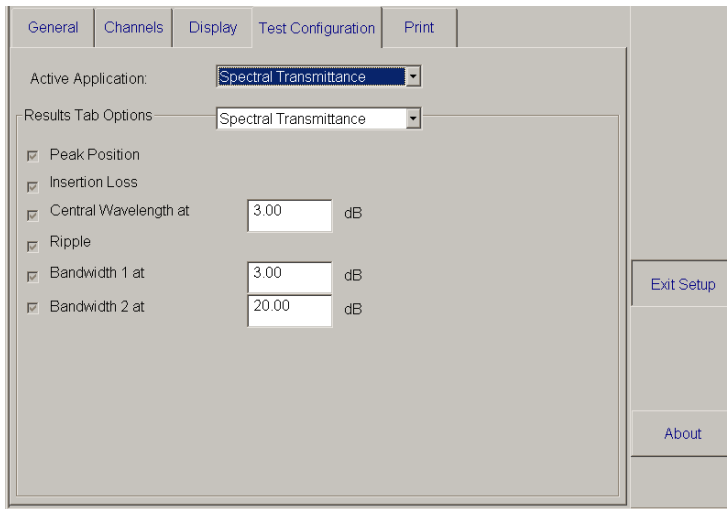 General Channels Display Test Configuration Print
Active Application: Spectral Transmittance
Results Tab Options Spectral Transmittance
Peak Position
Insertion Loss
Central Wavelength at 3.00 dB
Ripple
Bandwidth 1 at 3.00 dB
Bandwidth 2 at 20.00 dB
Exit Setup
About